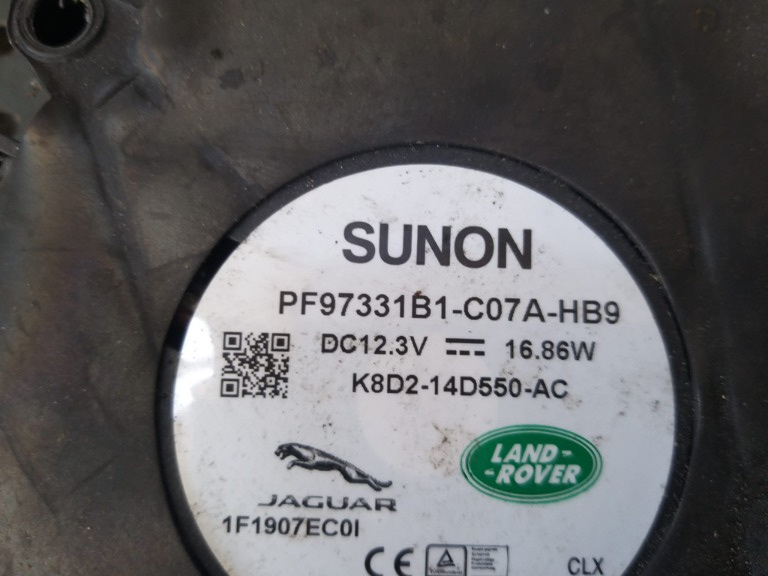 SUNON
PF97331B1-C07A-HB9
DC12.3V 16.86W
K8D2-14D550-AC
LAND-
-ROVER
JAGUAR
1F1907EC0I
CE
CLX